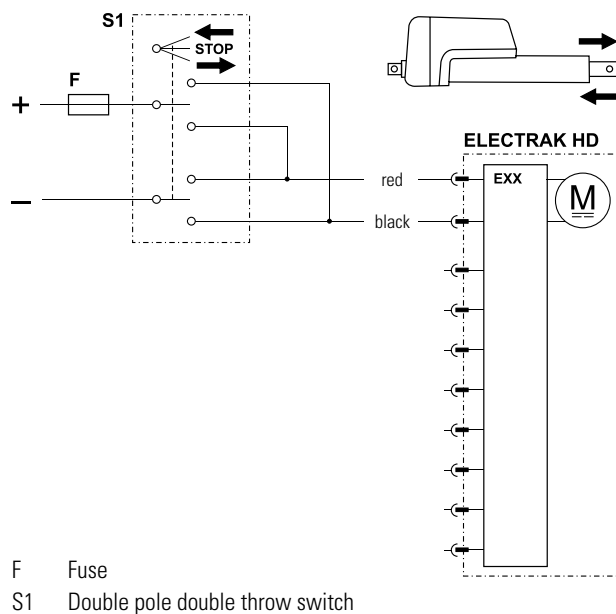 S1
STOP
F
+
–
ELECTRAK HD
red
EXX
M
black
F Fuse
S1 Double pole double throw switch